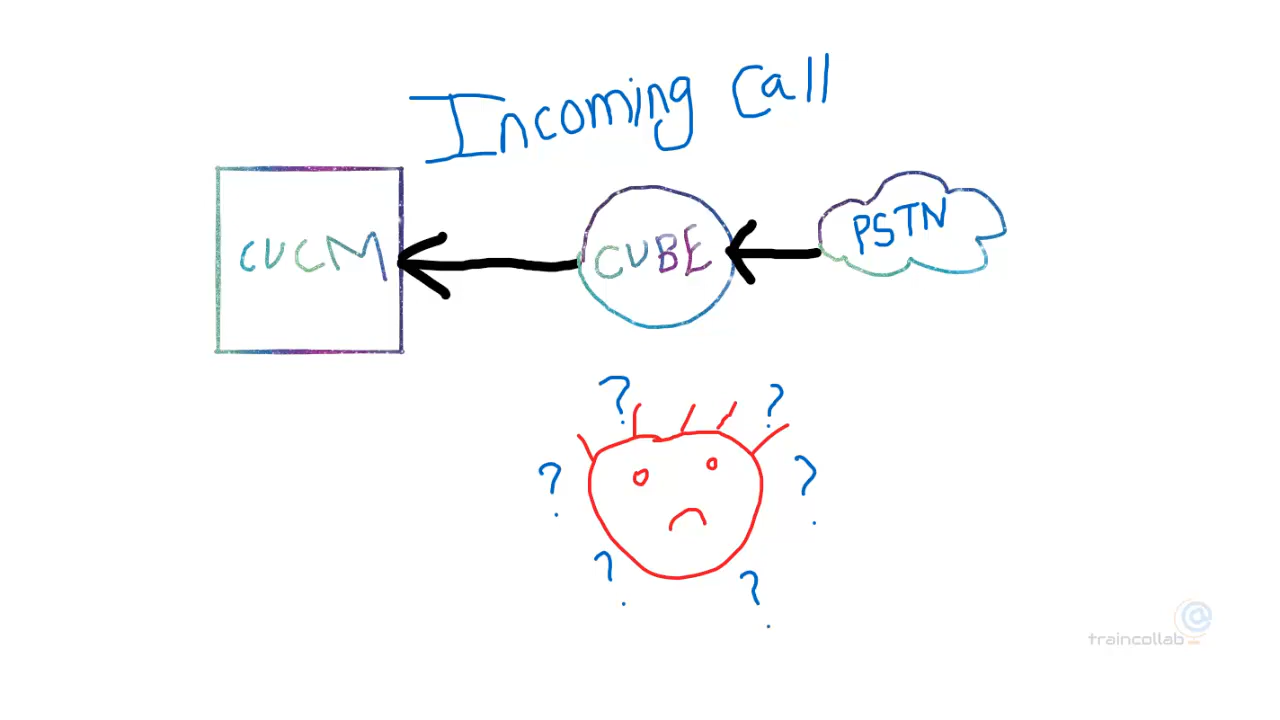 Incoming Call
CUCM
CUBE
PSTN
? ?
? ?
? ?
traincollab